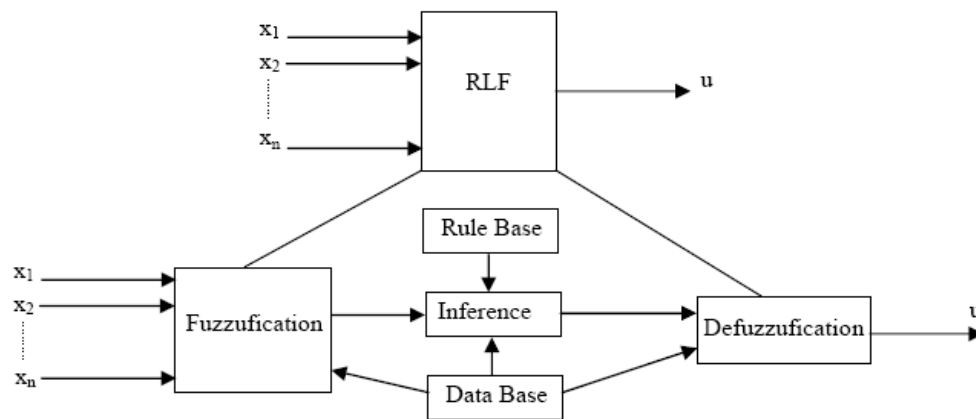 x1
x2
xn
RLF
u
Rule Base
x1
x2
xn
Fuzzufication
Inference
Defuzzufication
u
Data Base